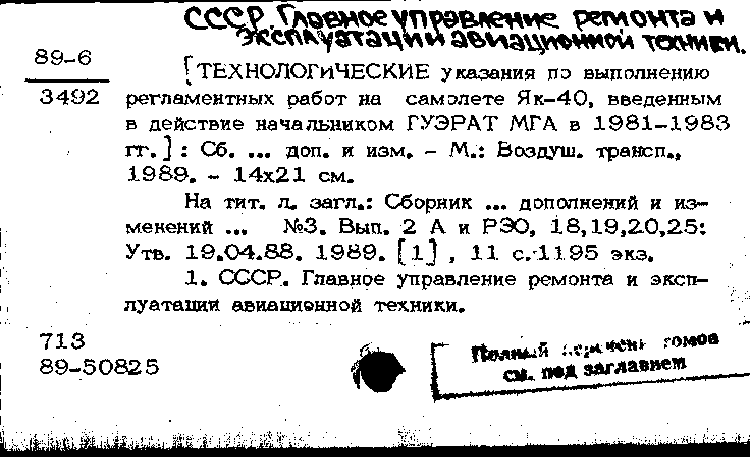 СССР. Главное управление ремонта и
эксплуатации авиационной техники.
89-6
3492
[ТЕХНОЛОГИЧЕСКИЕ указания по выполнению
регламентных работ на самолете Як-40, введенным
в действие начальником ГУЭРАТ МГА в 1981-1983
гг.] : Сб. ... доп. и изм. - М.: Воздуш. трансп.,
1989. - 14х21 см.
На тит. л. загл.: Сборник ... дополнений и из-
менений ... №3. Вып. 2 А и РЭО, 18,19,20,25:
Утв. 19.04.88. 1989. [1] , 11 с. 1195 экз.
1. СССР. Главное управление ремонта и эксп-
луатации авиационной техники.
713
89-50825
Полный томов
см. под заглавием